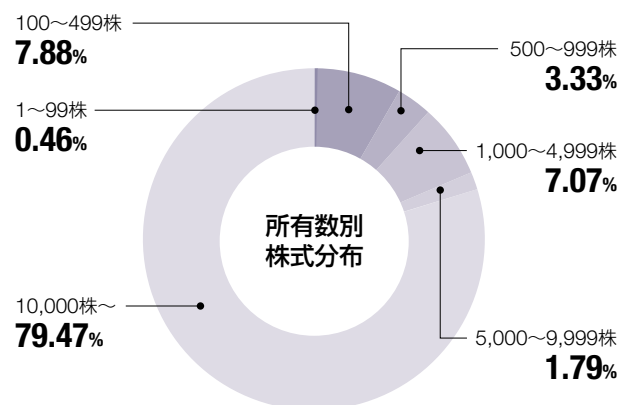 100～499株
7.88%
1～99株
0.46%
10,000株～
79.47%
所有数別
株式分布
500～999株
3.33%
1,000～4,999株
7.07%
5,000～9,999株
1.79%